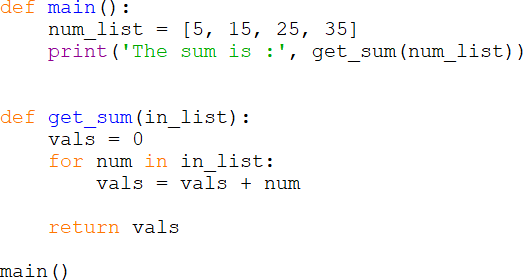 def main():
    num_list = [5, 15, 25, 35]
    print('The sum is :', get_sum(num_list))
def get_sum(in_list):
    vals = 0
    for num in in_list:
        vals = vals + num
    return vals
main()